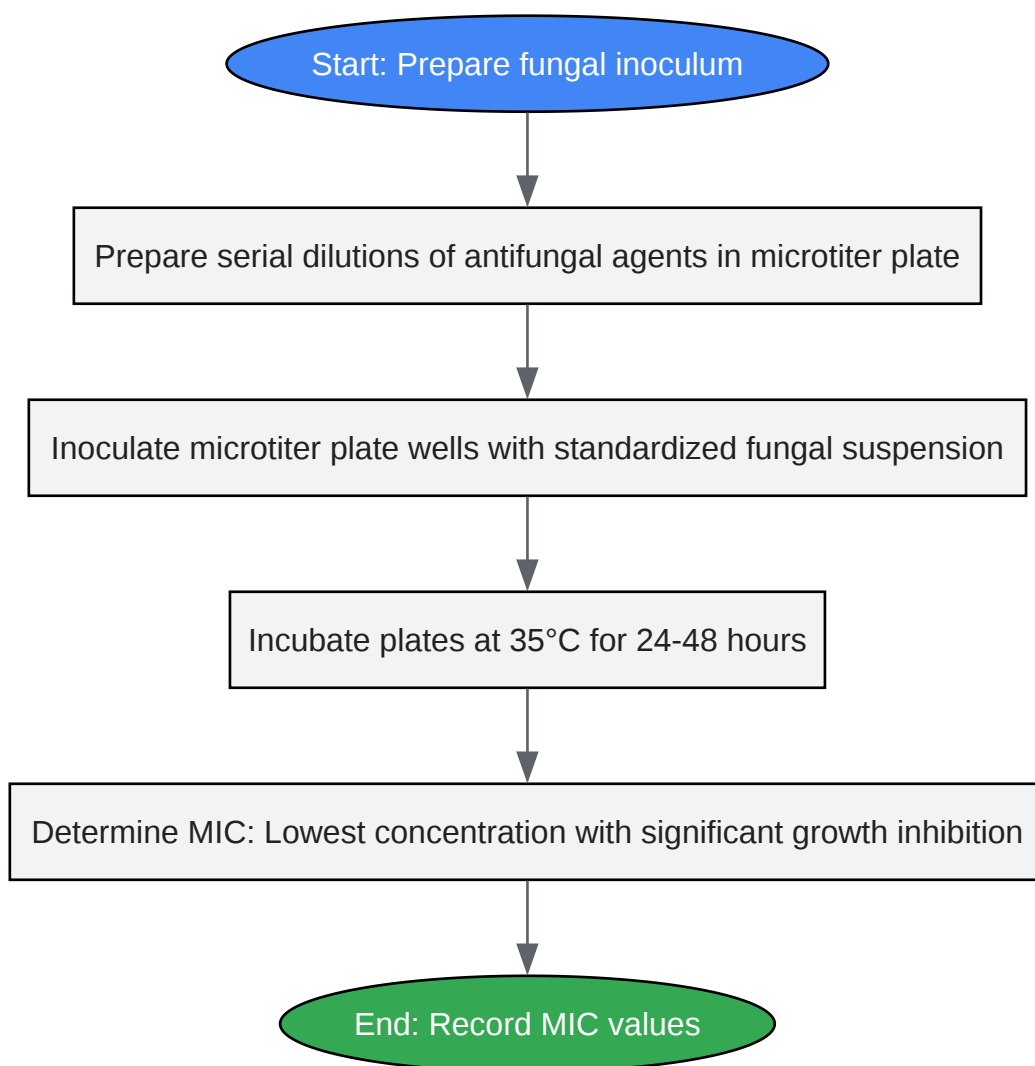 Start: Prepare fungal inoculum
Prepare serial dilutions of antifungal agents in microtiter plate
Inoculate microtiter plate wells with standardized fungal suspension
Incubate plates at 35°C for 24-48 hours
Determine MIC: Lowest concentration with significant growth inhibition
End: Record MIC values